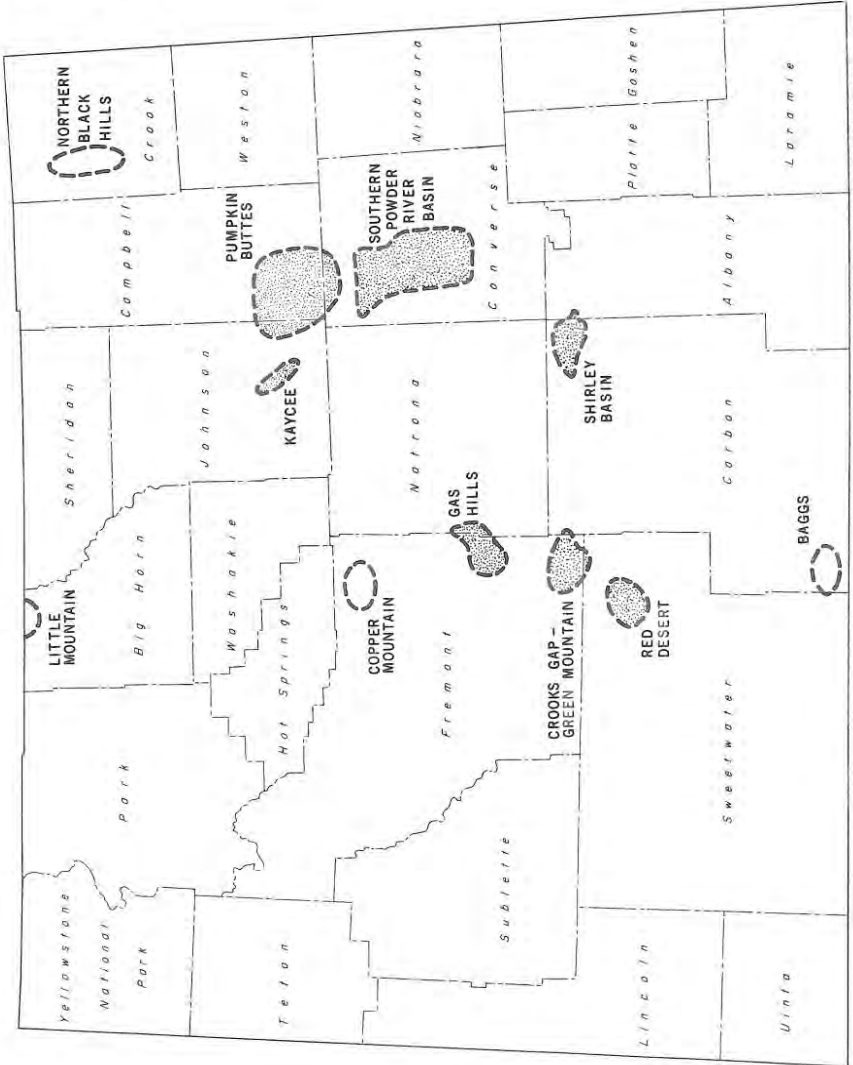 Yellowstone
National
Park
Park
LITTLE
MOUNTAIN
Big Horn
Sheridan
Campbell
NORTHERN
BLACK
HILLS
Crook
Washakie
Johnson
PUMPKIN
BUTTES
Weston
Teton
Hot Springs
KAYCEE
COPPER
MOUNTAIN
SOUTHERN
POWDER
RIVER
BASIN
Niobrara
Fremont
Natrona
GAS
HILLS
Converse
Sublette
CROOKS GAP –
GREEN MOUNTAIN
SHIRLEY
BASIN
Platte
Goshen
Lincoln
RED
DESERT
Sweetwater
Carbon
Albany
Laramie
Uinta
BAGGS